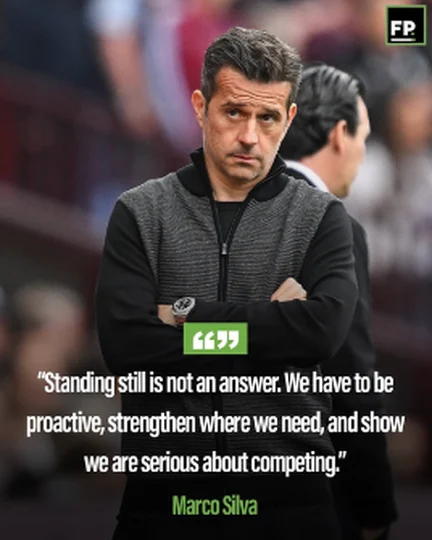 FP.
❝❞
“Standing still is not an answer. We have to be
proactive, strengthen where we need, and show
we are serious about competing.”
Marco Silva